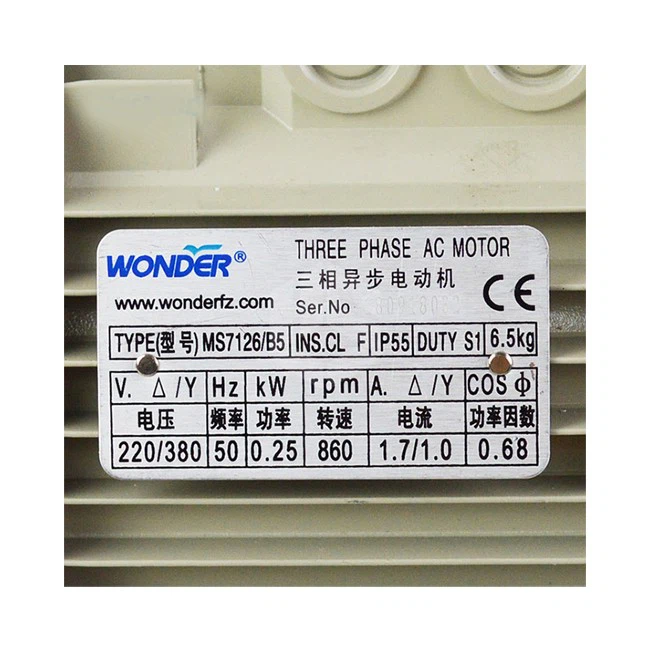 WONDER®
THREE PHASE AC MOTOR
三相异步电动机
www.wonderfz.com
Ser.No
CE
TYPE(型号) MS7126/B5 INS.CL F IP55 DUTY S1 6.5kg
V. Δ/Y Hz kW rpm A. Δ/Y COS ϕ
电压 频率 功率 转速 电流 功率因数
220/380 50 0.25 860 1.7/1.0 0.68